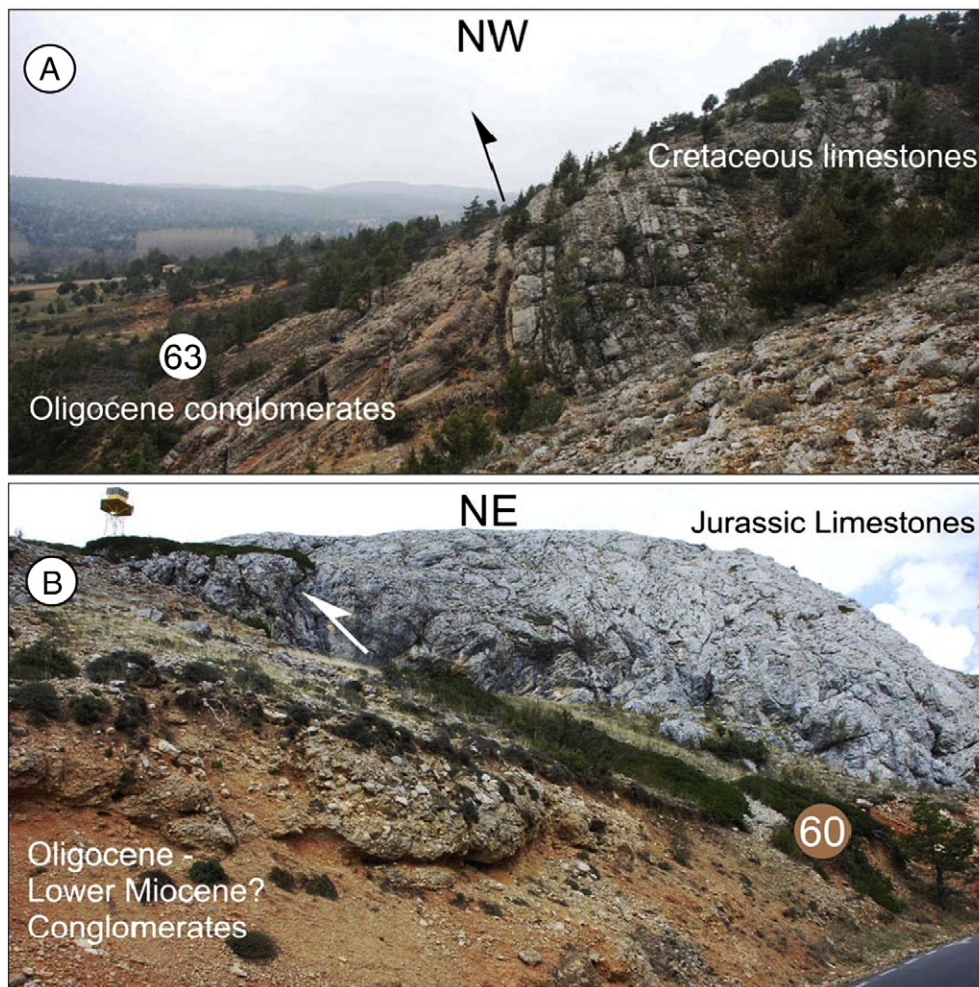 A
NW
Cretaceous limestones
63
Oligocene conglomerates
B
NE
Jurassic Limestones
60
Oligocene -
Lower Miocene?
Conglomerates